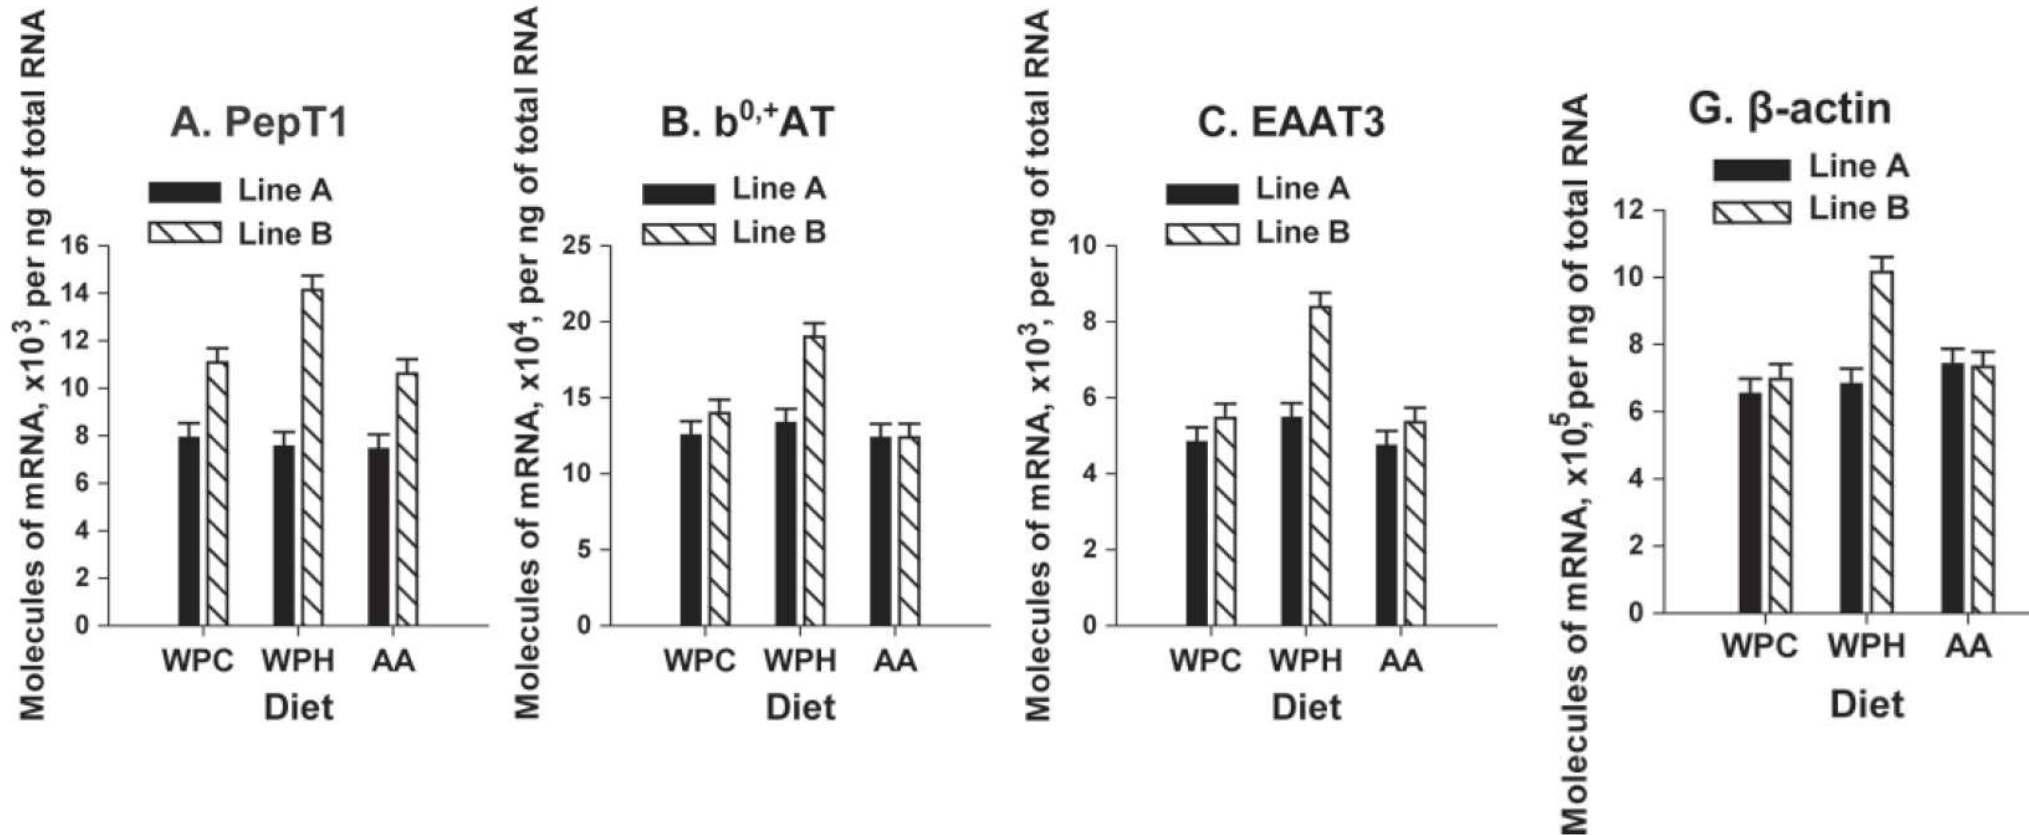 A. PepT1
Line A
Line B
Molecules of mRNA, x10³, per ng of total RNA
16
14
12
10
8
6
4
2
0
WPC WPH AA
Diet
B. b⁰,⁺AT
Line A
Line B
Molecules of mRNA, x10⁴, per ng of total RNA
25
20
15
10
5
0
WPC WPH AA
Diet
C. EAAT3
Line A
Line B
Molecules of mRNA, x10³, per ng of total RNA
10
8
6
4
2
0
WPC WPH AA
Diet
G. β-actin
Line A
Line B
Molecules of mRNA, x10,⁵ per ng of total RNA
12
10
8
6
4
2
0
WPC WPH AA
Diet